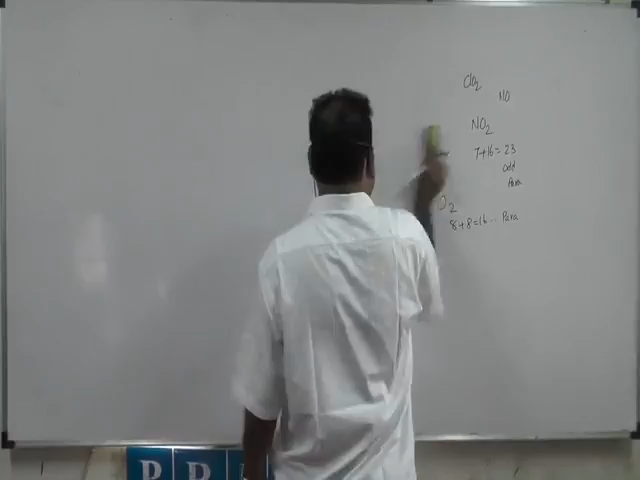 ClO2
NO
NO2
7+16=23
odd
Para
O2
8+8=16... Para
P P